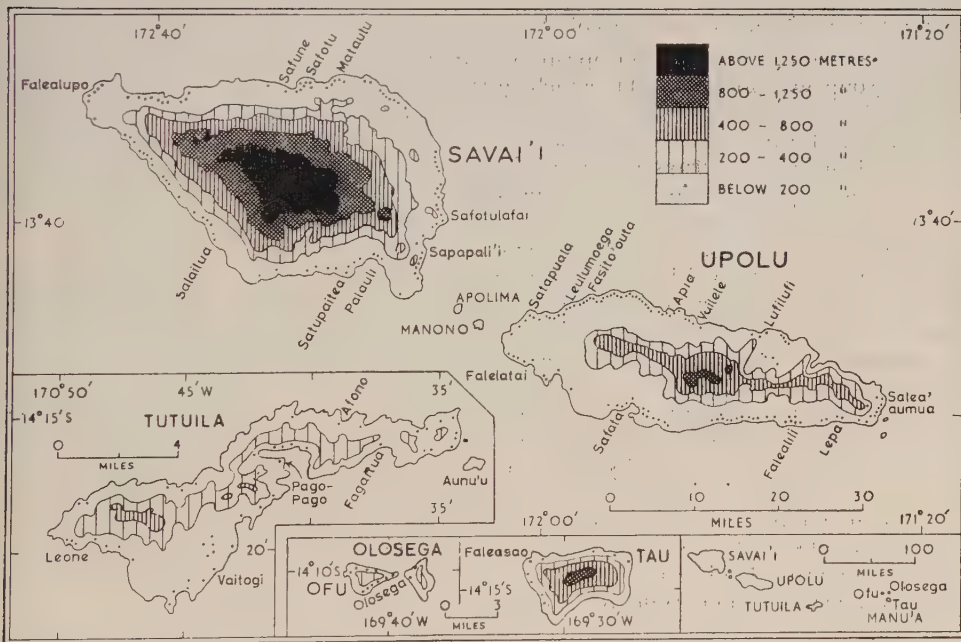 172°40'
172°00'
171°20'
Falealupo
Safune
Safotu
Matautu
SAVAI'I
ABOVE 1,250 METRES
800 - 1,250 "
400 - 800 "
200 - 400 "
BELOW 200 "
13°40'
13°40'
Safotulafai
Sapapali'i
Salailua
Satupaitea
Palauli
APOLIMA
MANONO
UPOLU
Satapuala
Leulumoega
Fasito'outa
Apia
Vailele
Lufilufi
Falelatai
Safata
Falealili
Lepa
Salea'
aumua
0 10 20 30
MILES
172°00'
171°20'
170°50'
45'W
35'
14°15'S
TUTUILA
0 4
MILES
Afono
Pago-
Pago
Fagaitua
Aunu'u
35'
Leone
20'
Vaitogi
OLOSEGA
14°10'S
OFU
Olosega
169°40'W
0 3
MILES
Faleasao
TAU
14°15'S
169°30'W
SAVAI'I
0 100
MILES
UPOLU
TUTUILA
Ofu
Olosega
Tau
MANU'A